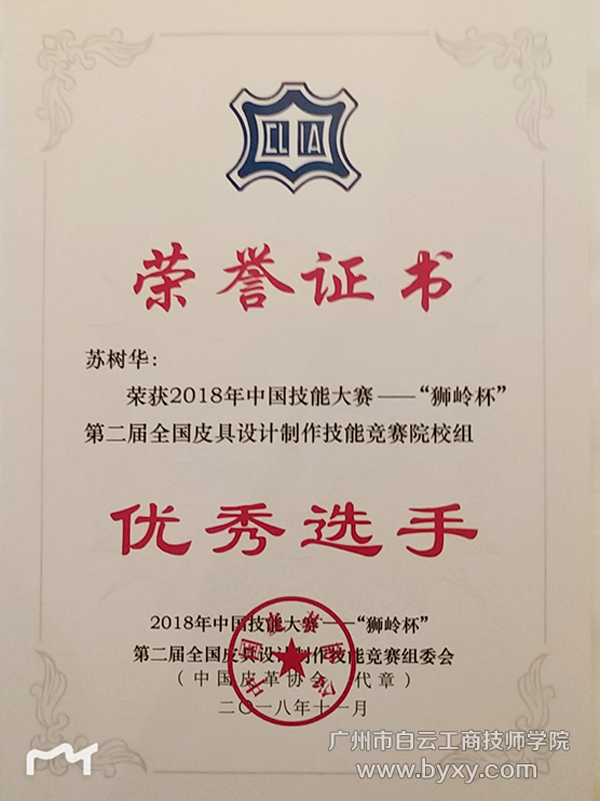 CLIA
荣誉证书
苏树华:
荣获2018年中国技能大赛——“狮岭杯”
第二届全国皮具设计制作技能竞赛院校组
优秀选手
2018年中国技能大赛——“狮岭杯”
第二届全国皮具设计制作技能竞赛组委会
(中国皮革协会 代章)
二〇一八年十一月
广州市白云工商技师学院
www.byxy.com